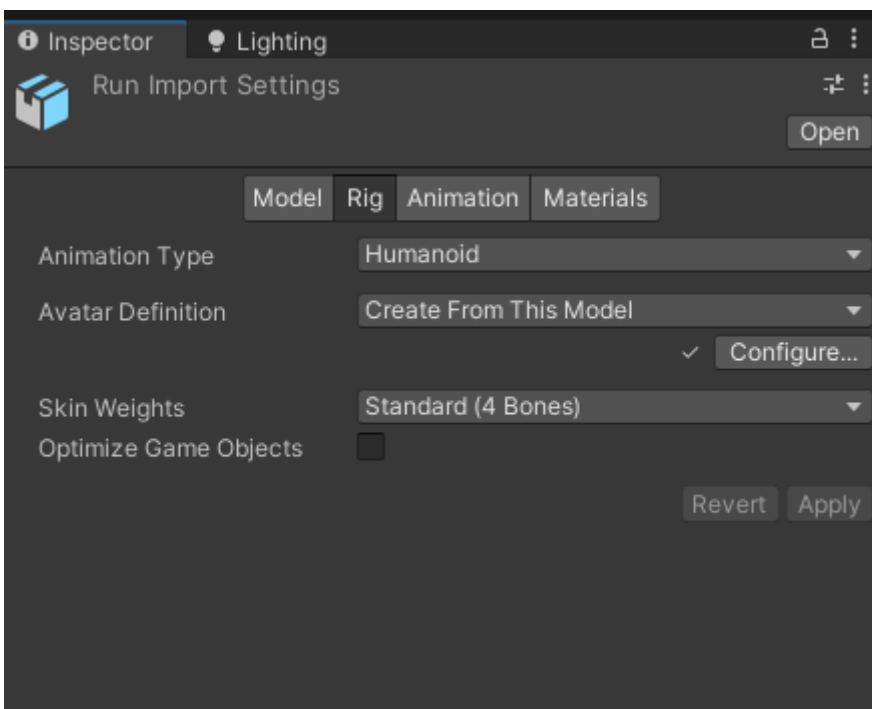 Inspector Lighting
Run Import Settings
Open
Model Rig Animation Materials
Animation Type Humanoid
Avatar Definition Create From This Model
Configure...
Skin Weights Standard (4 Bones)
Optimize Game Objects
Revert Apply